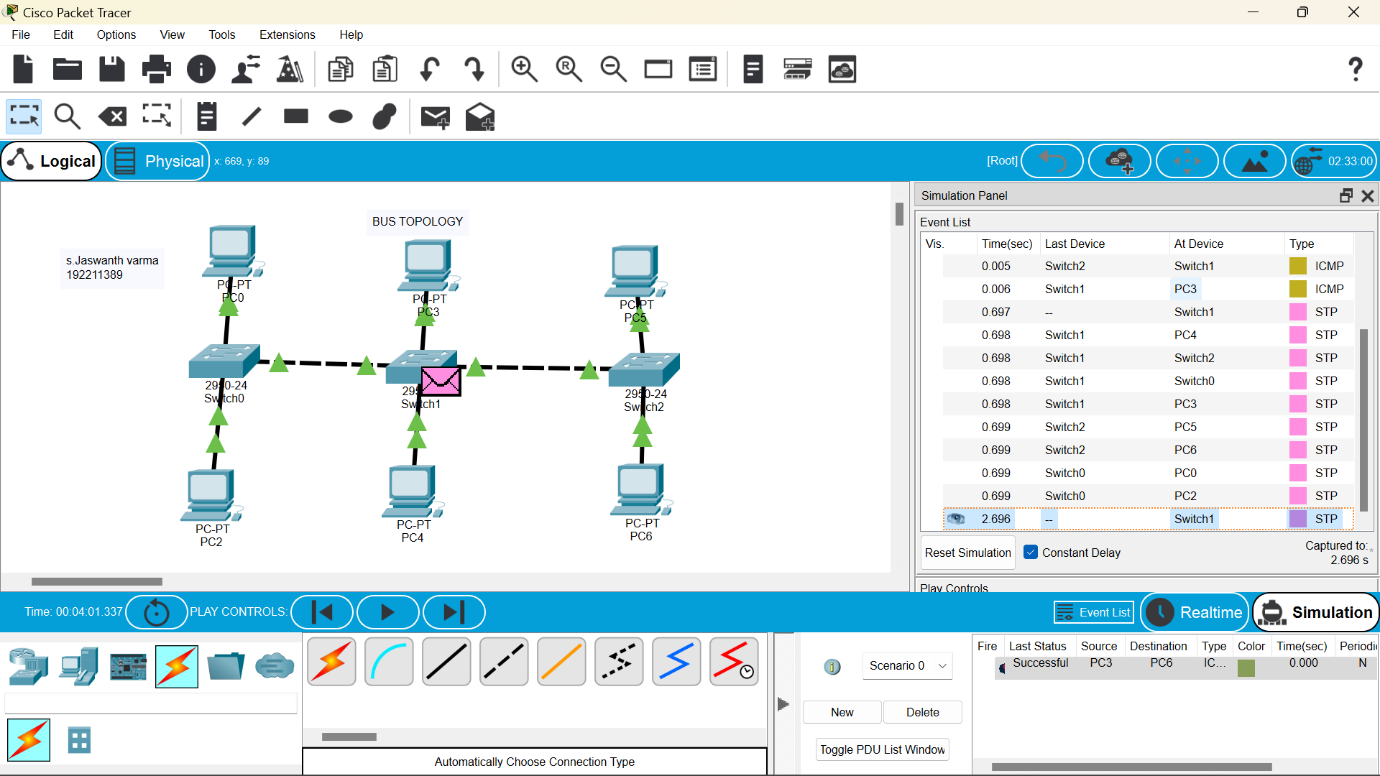 Cisco Packet Tracer
File Edit Options View Tools Extensions Help
Logical Physical x: 669, y: 89 [Root] 02:33:00
BUS TOPOLOGY
s.Jaswanth varma
192211389
PC-PT
PC0
PC-PT
PC3
PC-PT
PC5
2950-24
Switch0
Switch1
2950-24
Switch2
PC-PT
PC2
PC-PT
PC4
PC-PT
PC6
Simulation Panel
Event List
Vis. Time(sec) Last Device At Device Type
0.005 Switch2 Switch1 ICMP
0.006 Switch1 PC3 ICMP
0.697 -- Switch1 STP
0.698 Switch1 PC4 STP
0.698 Switch1 Switch2 STP
0.698 Switch1 Switch0 STP
0.698 Switch1 PC3 STP
0.699 Switch2 PC5 STP
0.699 Switch2 PC6 STP
0.699 Switch0 PC0 STP
0.699 Switch0 PC2 STP
2.696 -- Switch1 STP
Reset Simulation Constant Delay Captured to:
2.696 s
Play Controls
Time: 00:04:01.337 PLAY CONTROLS: Event List Realtime Simulation
Scenario 0
New Delete
Toggle PDU List Window
Fire Last Status Source Destination Type Color Time(sec) Periodi
Successful PC3 PC6 IC... 0.000 N
Automatically Choose Connection Type